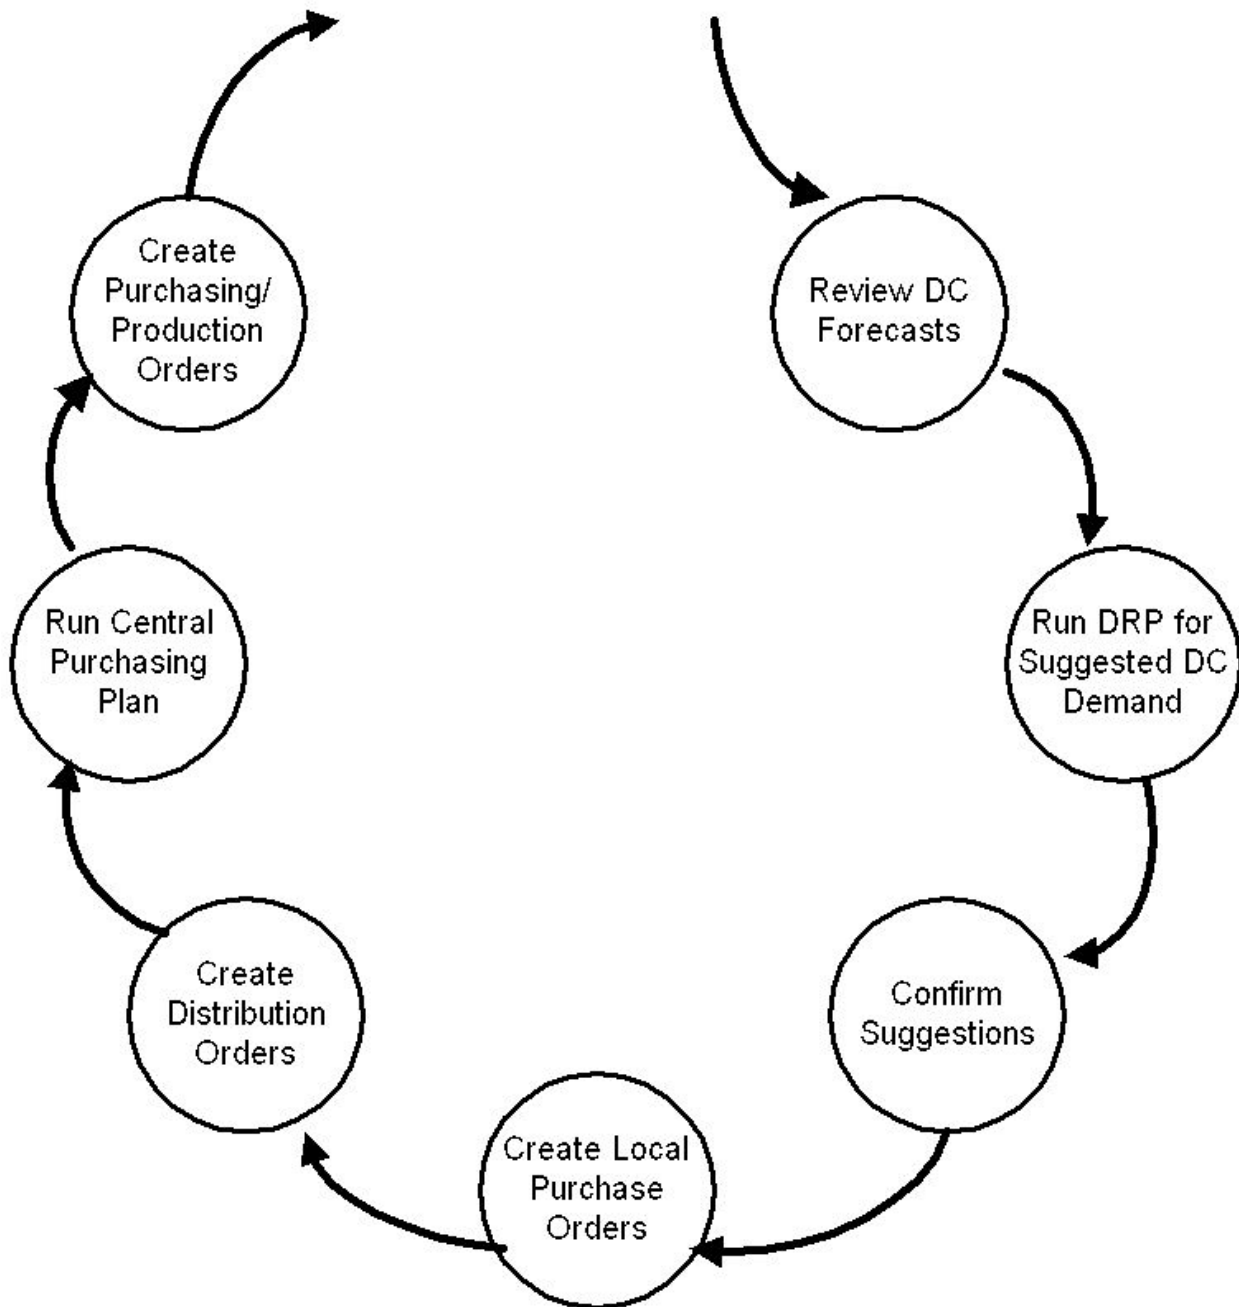 Create
Purchasing/
Production
Orders
Review DC
Forecasts
Run Central
Purchasing
Plan
Run DRP for
Suggested DC
Demand
Create
Distribution
Orders
Confirm
Suggestions
Create Local
Purchase
Orders